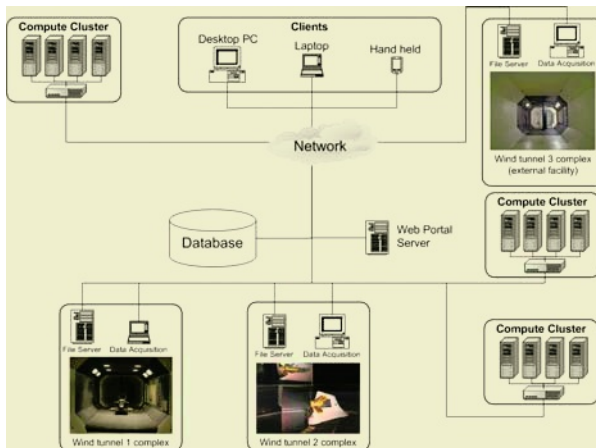 Compute Cluster
Clients
Desktop PC
Laptop
Hand held
File Server
Data Acquisition
Wind tunnel 3 complex
(external facility)
Network
Compute Cluster
Database
Web Portal
Server
File Server
Data Acquisition
Wind tunnel 1 complex
File Server
Data Acquisition
Wind tunnel 2 complex
Compute Cluster